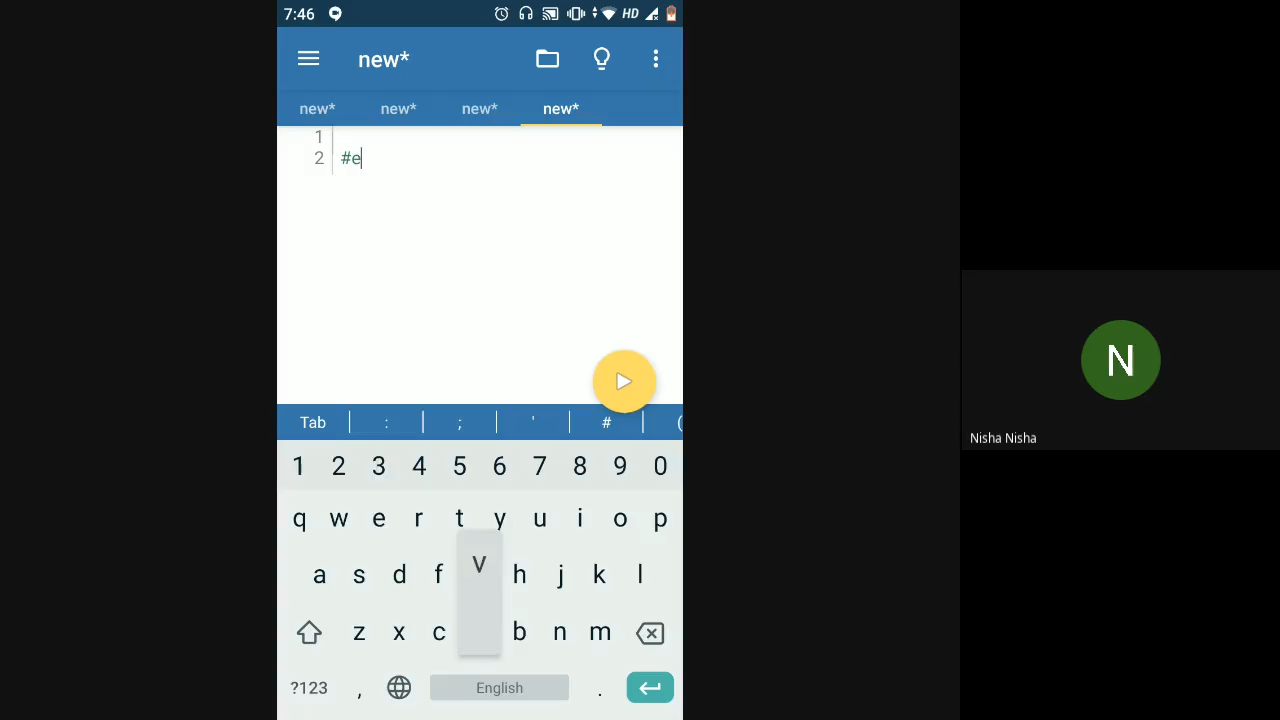 7:46 HD
new*
new* new* new* new*
1
2 #e
Tab : ; ' # (
1 2 3 4 5 6 7 8 9 0
q w e r t y u i o p
a s d f v h j k l
z x c b n m
?123 , English .
N
Nisha Nisha